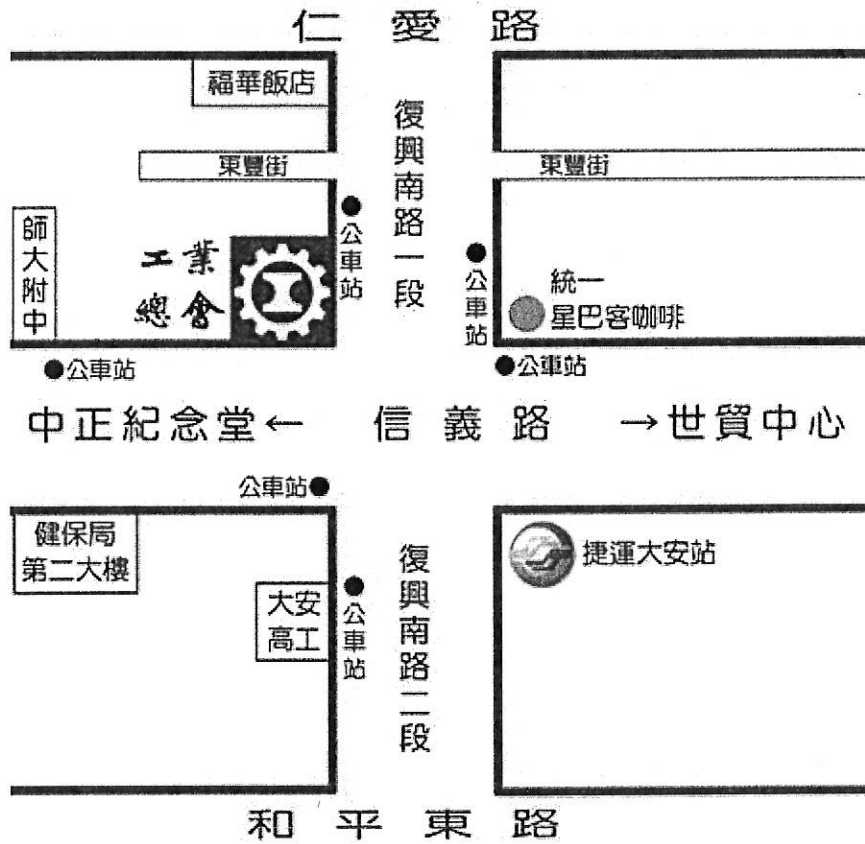 仁愛路
福華飯店
復興南路一段
東豐街
東豐街
師大附中
工業
總會
公車站
公車站
統一
星巴客咖啡
公車站
公車站
中正紀念堂← 信義路 →世貿中心
公車站
健保局
第二大樓
復興南路二段
捷運大安站
大安
高工
公車站
和平東路